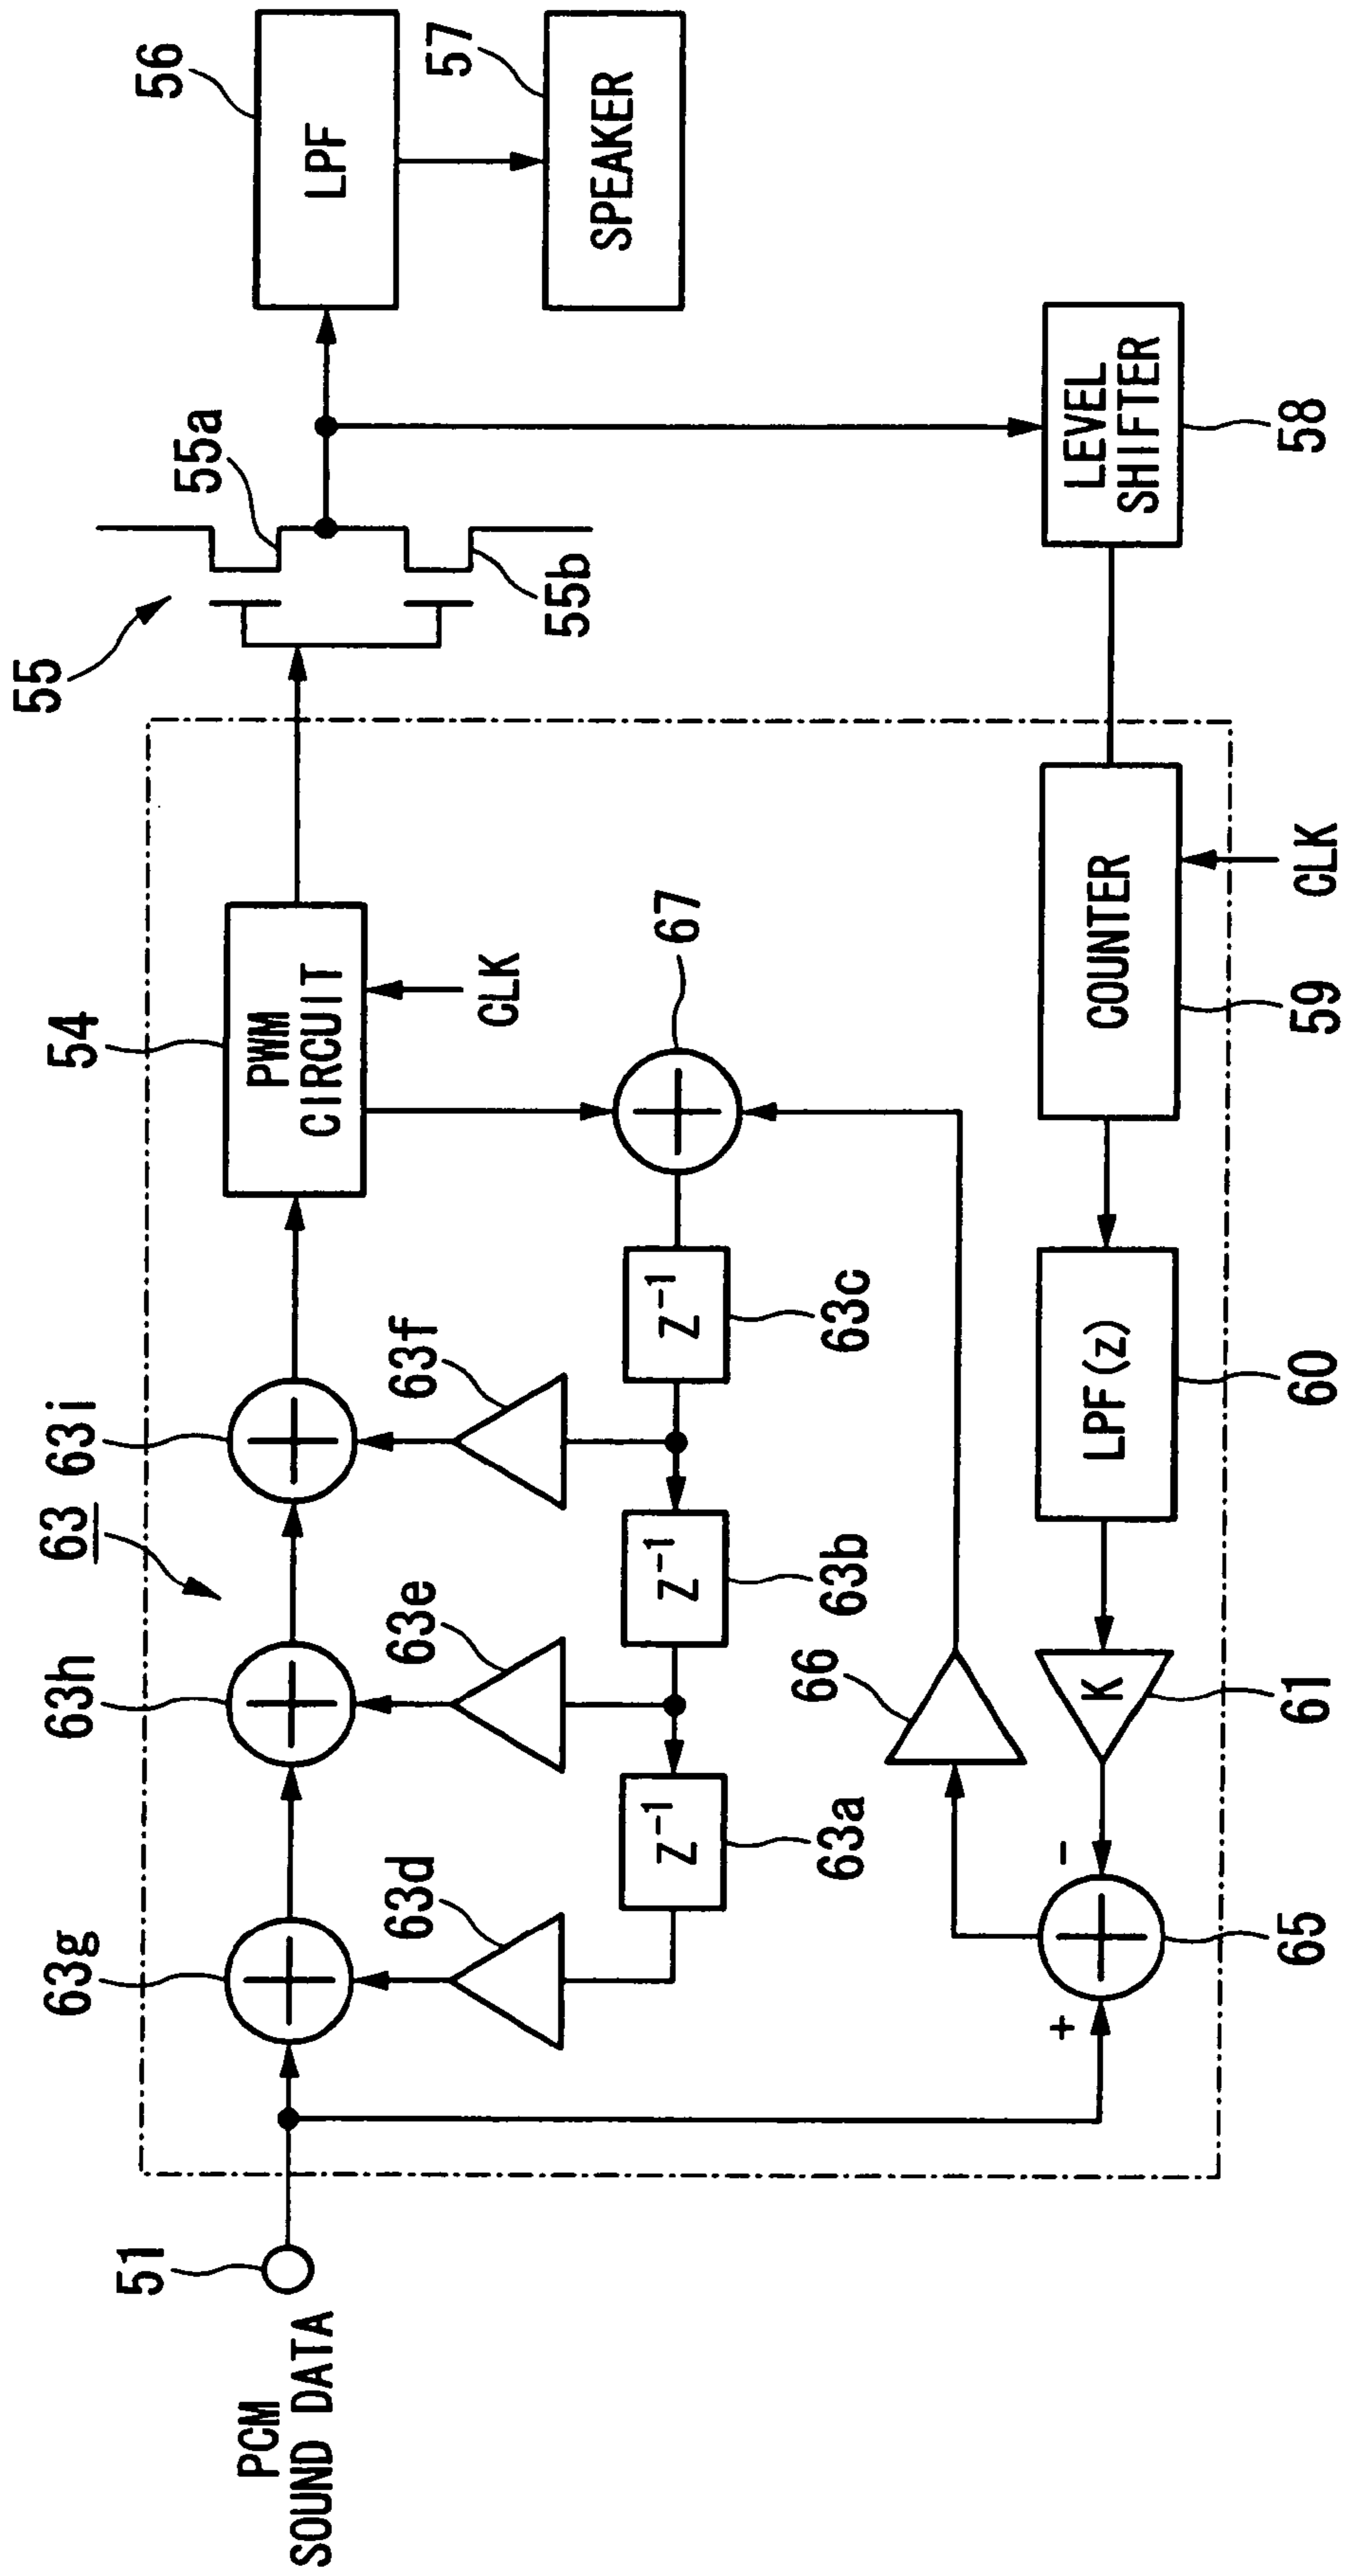 55
55a
56
LPF
57
SPEAKER
55b
54
PWM
CIRCUIT
CLK
63
63g
63h
63i
63d
63e
63f
67
Z⁻¹
63a
Z⁻¹
63b
Z⁻¹
63c
51
PCM
SOUND DATA
66
+
−
65
K
61
LPF(z)
60
COUNTER
59
CLK
LEVEL
SHIFTER
58